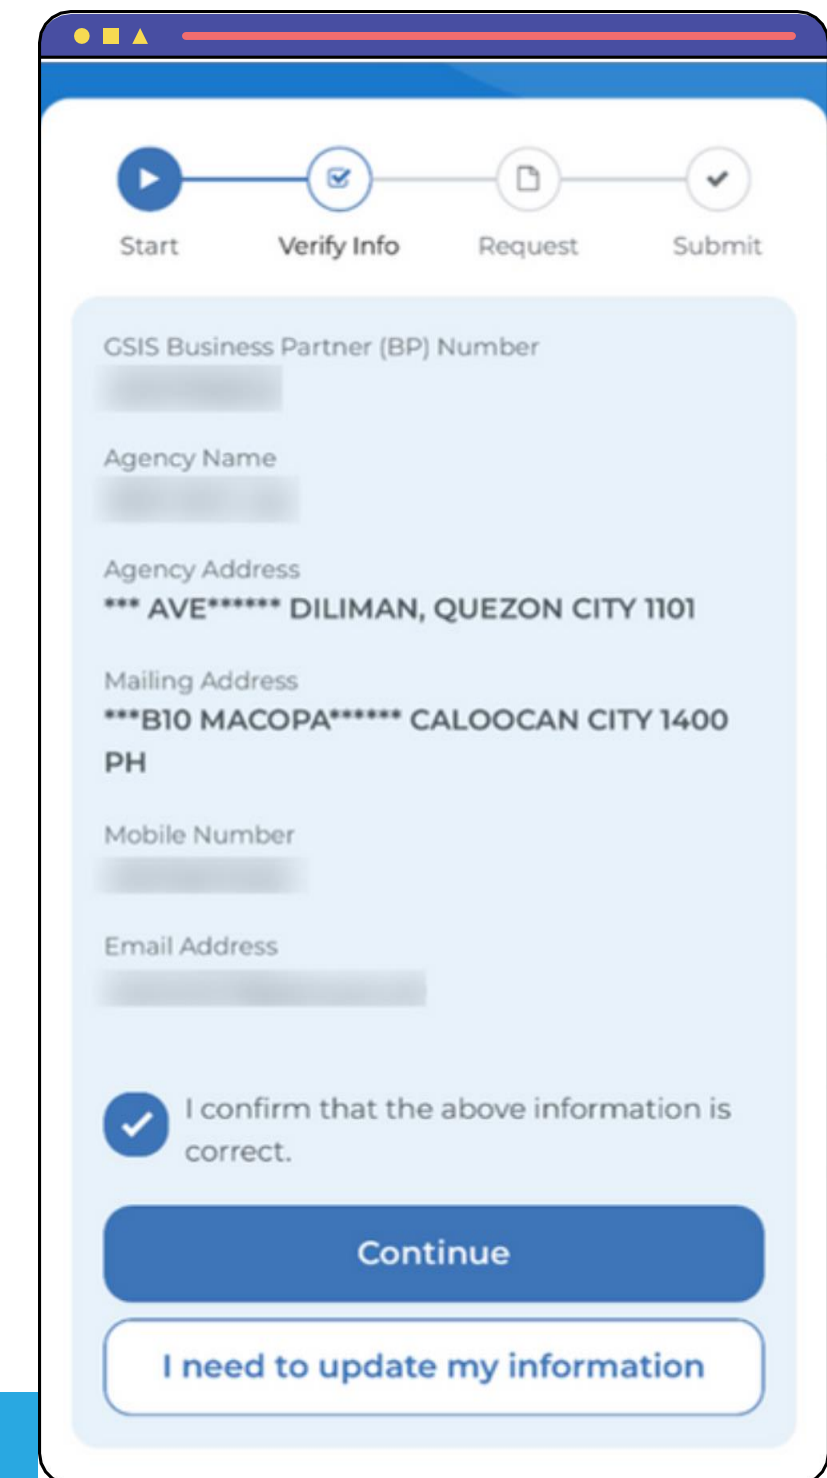 Start
Verify Info
Request
Submit
GSIS Business Partner (BP) Number
Agency Name
Agency Address
*** AVE****** DILIMAN, QUEZON CITY 1101
Mailing Address
***B10 MACOPA****** CALOOCAN CITY 1400
PH
Mobile Number
Email Address
I confirm that the above information is
correct.
Continue
I need to update my information